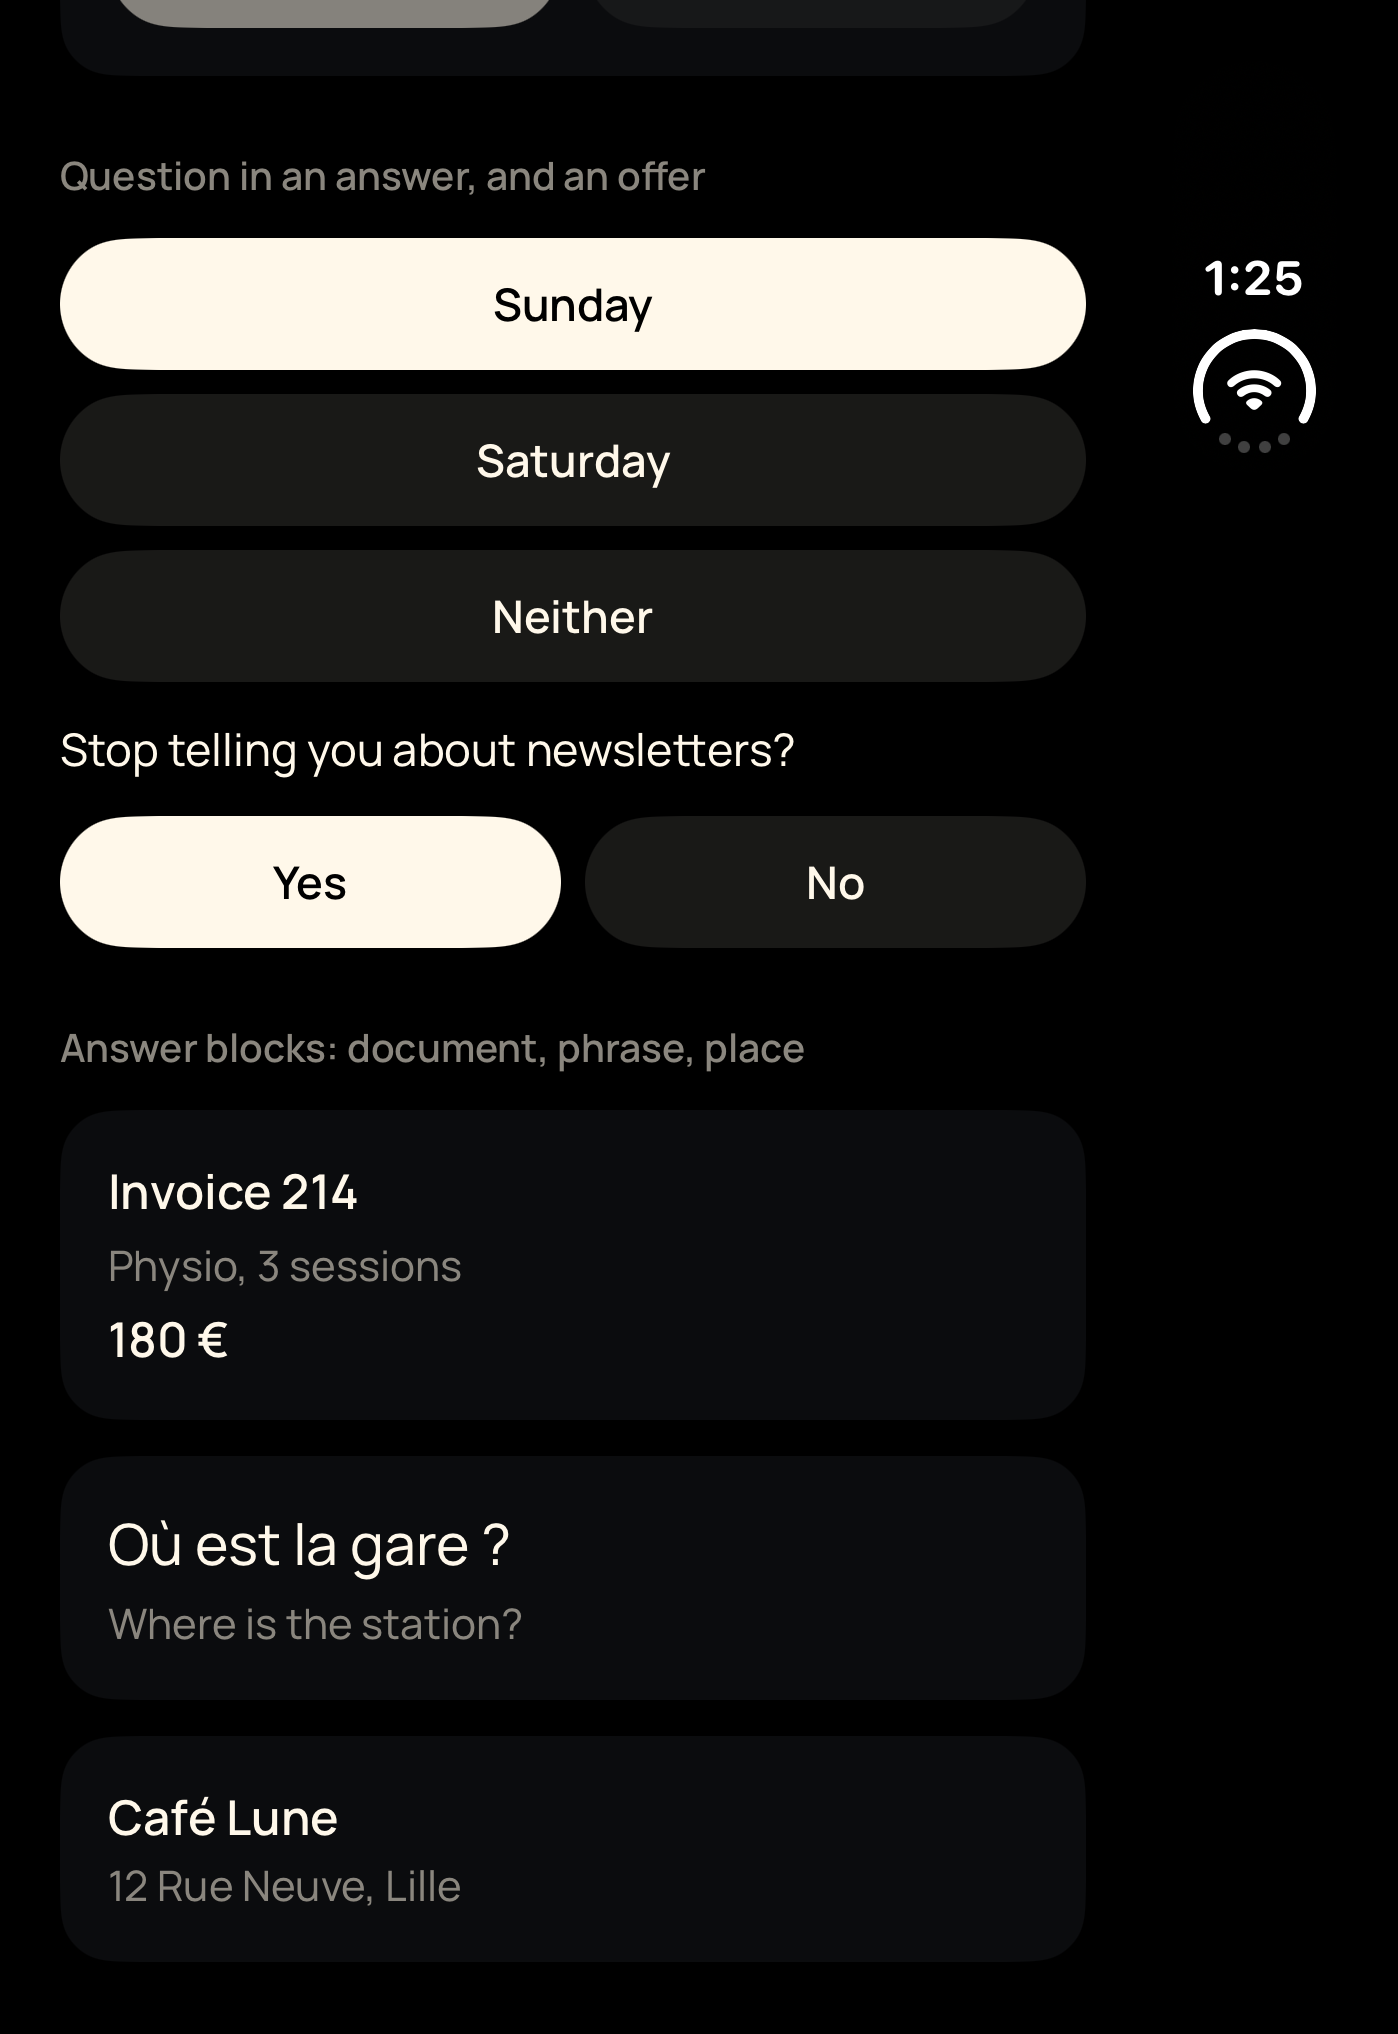 Question in an answer, and an offer
Sunday
1:25
Saturday
Neither
Stop telling you about newsletters?
Yes
No
Answer blocks: document, phrase, place
Invoice 214
Physio, 3 sessions
180 €
Où est la gare ?
Where is the station?
Café Lune
12 Rue Neuve, Lille